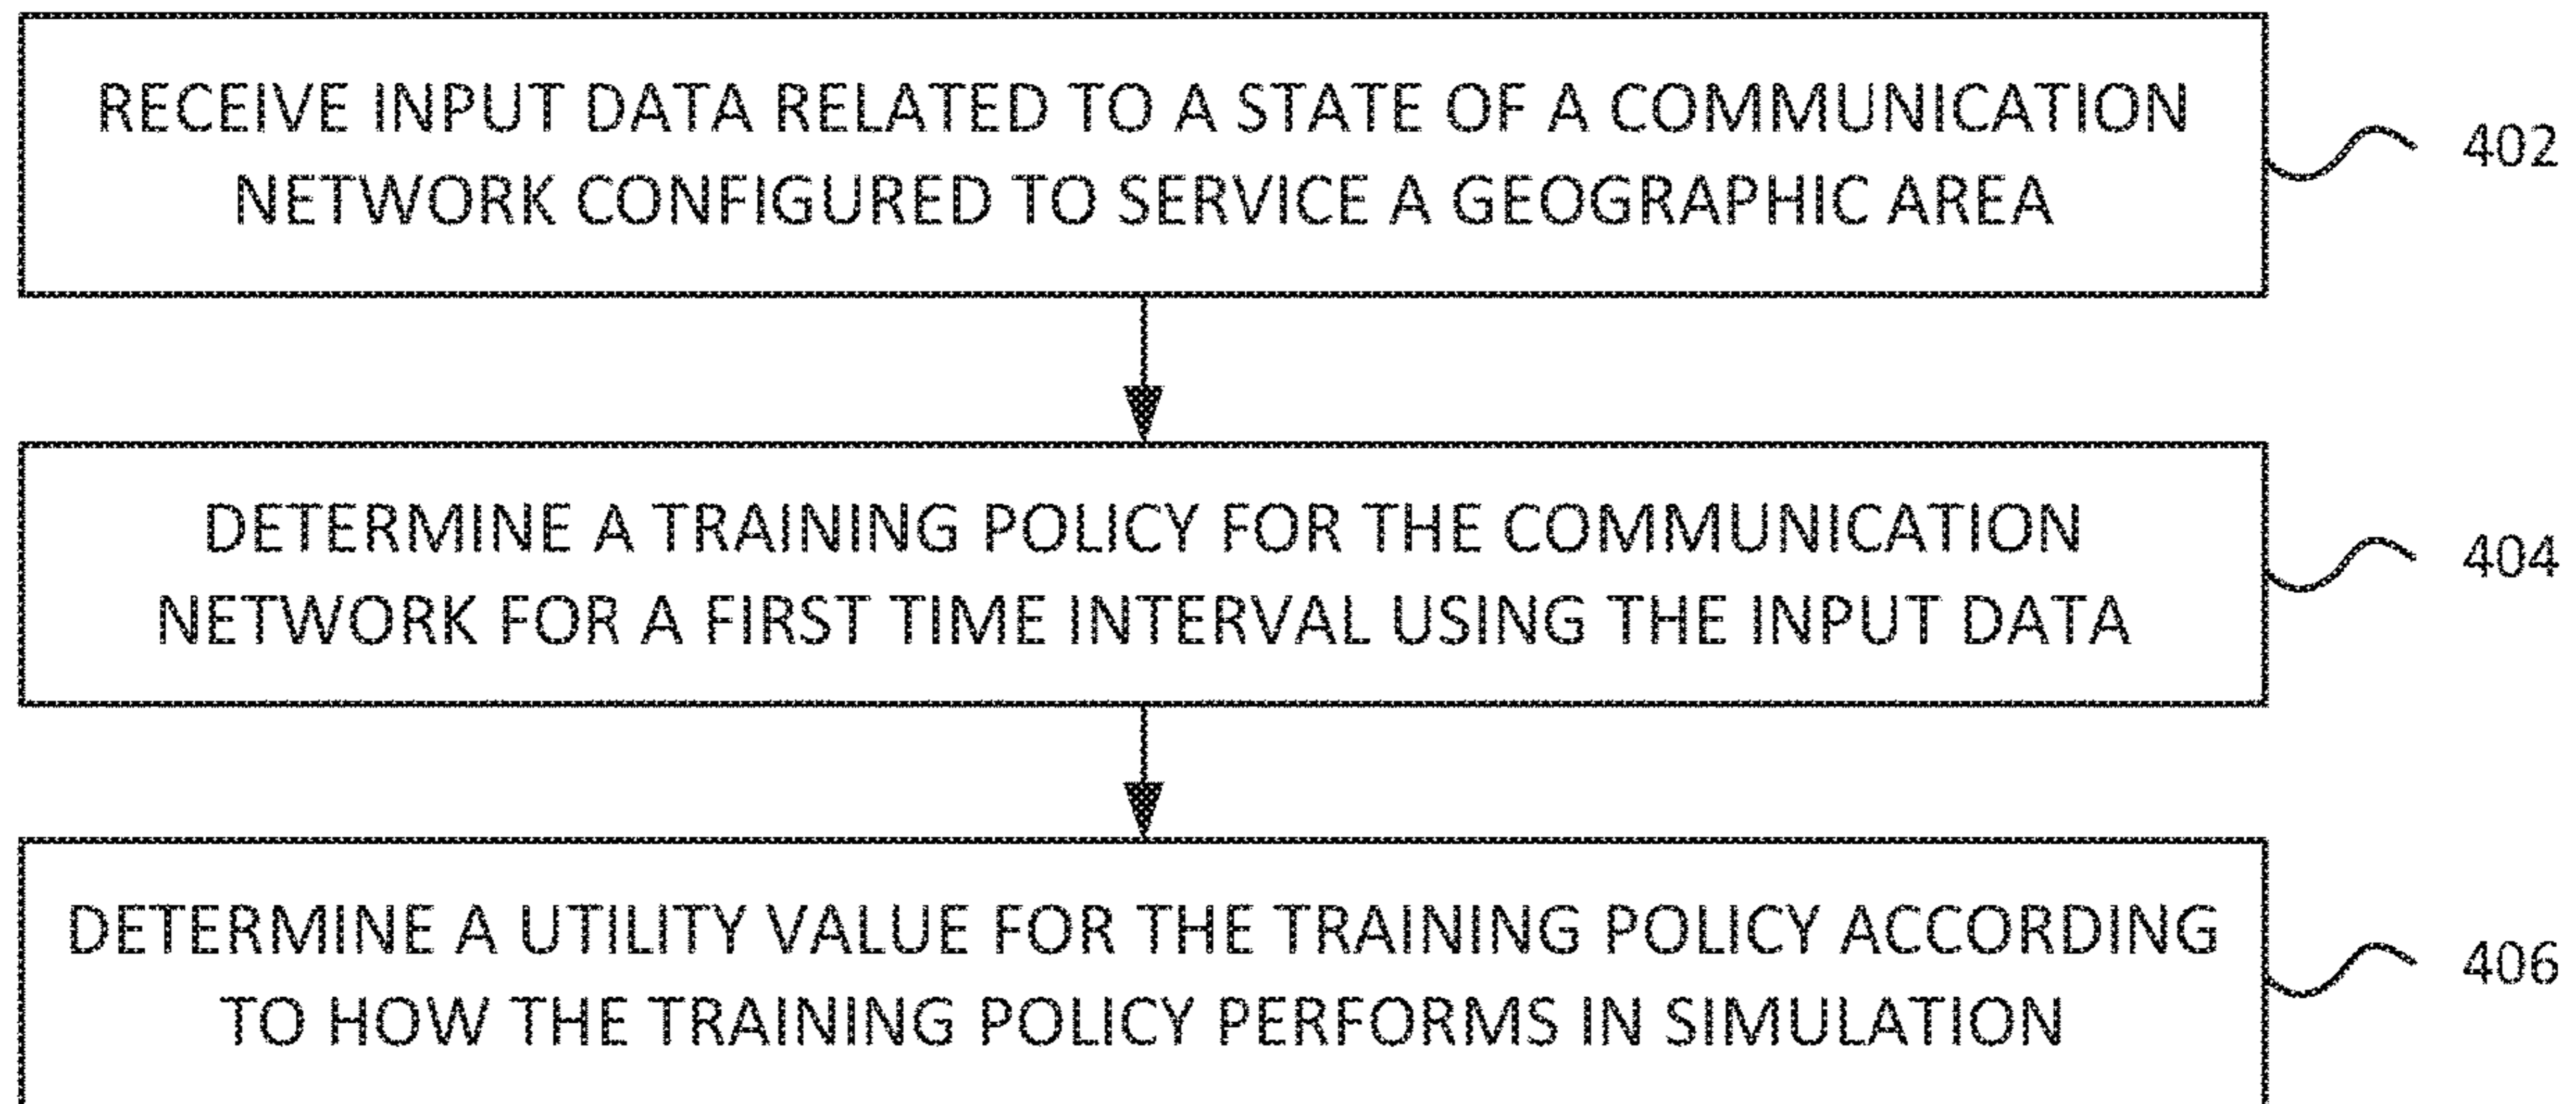 RECEIVE INPUT DATA RELATED TO A STATE OF A COMMUNICATION
NETWORK CONFIGURED TO SERVICE A GEOGRAPHIC AREA
402
DETERMINE A TRAINING POLICY FOR THE COMMUNICATION
NETWORK FOR A FIRST TIME INTERVAL USING THE INPUT DATA
404
DETERMINE A UTILITY VALUE FOR THE TRAINING POLICY ACCORDING
TO HOW THE TRAINING POLICY PERFORMS IN SIMULATION
406